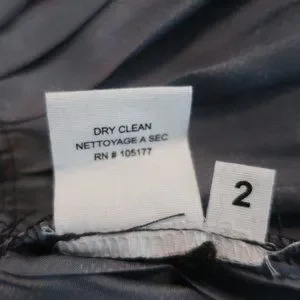 DRY CLEAN
NETTOYAGE A SEC
RN # 105177
2